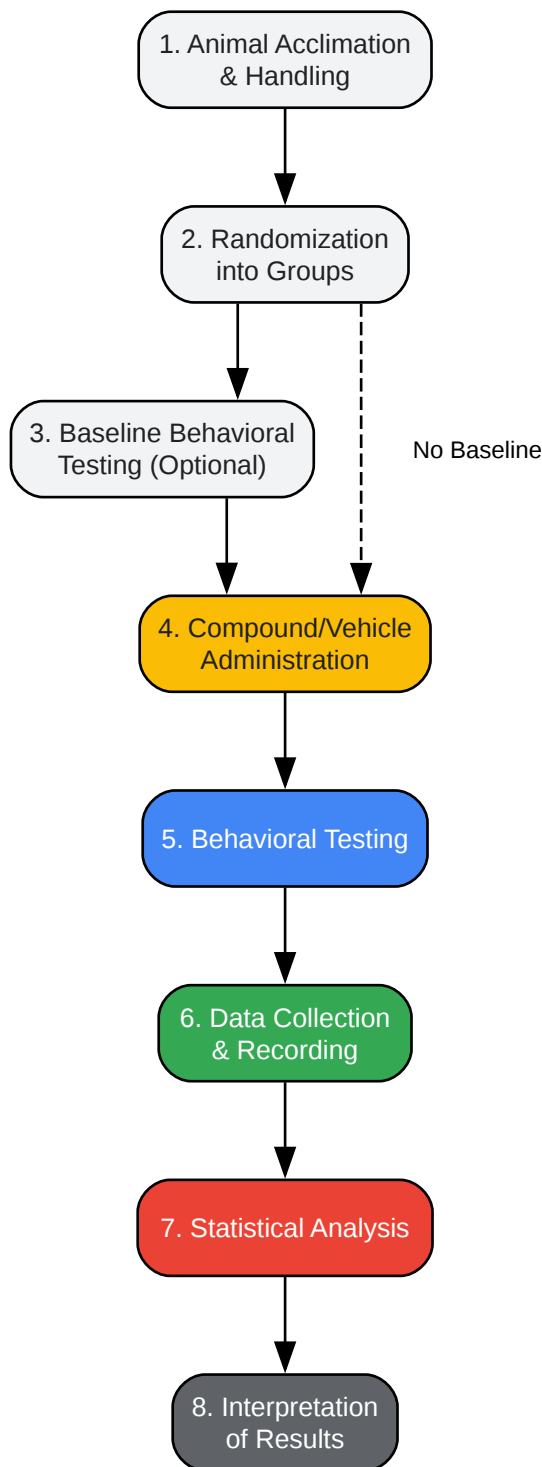 1. Animal Acclimation
& Handling
2. Randomization
into Groups
3. Baseline Behavioral
Testing (Optional)
No Baseline
4. Compound/Vehicle
Administration
5. Behavioral Testing
6. Data Collection
& Recording
7. Statistical Analysis
8. Interpretation
of Results